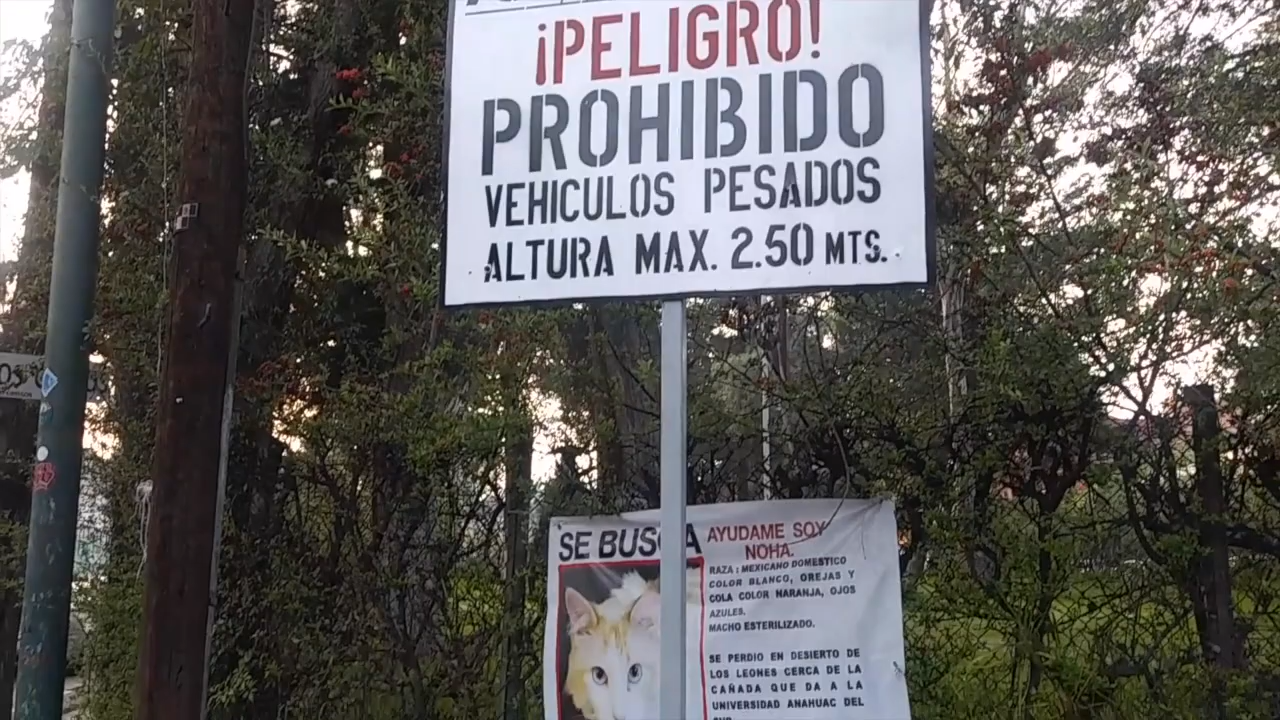 ¡PELIGRO!
PROHIBIDO
VEHICULOS PESADOS
ALTURA MAX. 2.50 MTS.
SE BUSCA
AYUDAME SOY
NOHA.
RAZA : MEXICANO DOMESTICO
COLOR BLANCO, OREJAS Y
COLA COLOR NARANJA, OJOS
AZULES.
MACHO ESTERILIZADO.
SE PERDIO EN DESIERTO DE
LOS LEONES CERCA DE LA
CAÑADA QUE DA A LA
UNIVERSIDAD ANAHUAC DEL